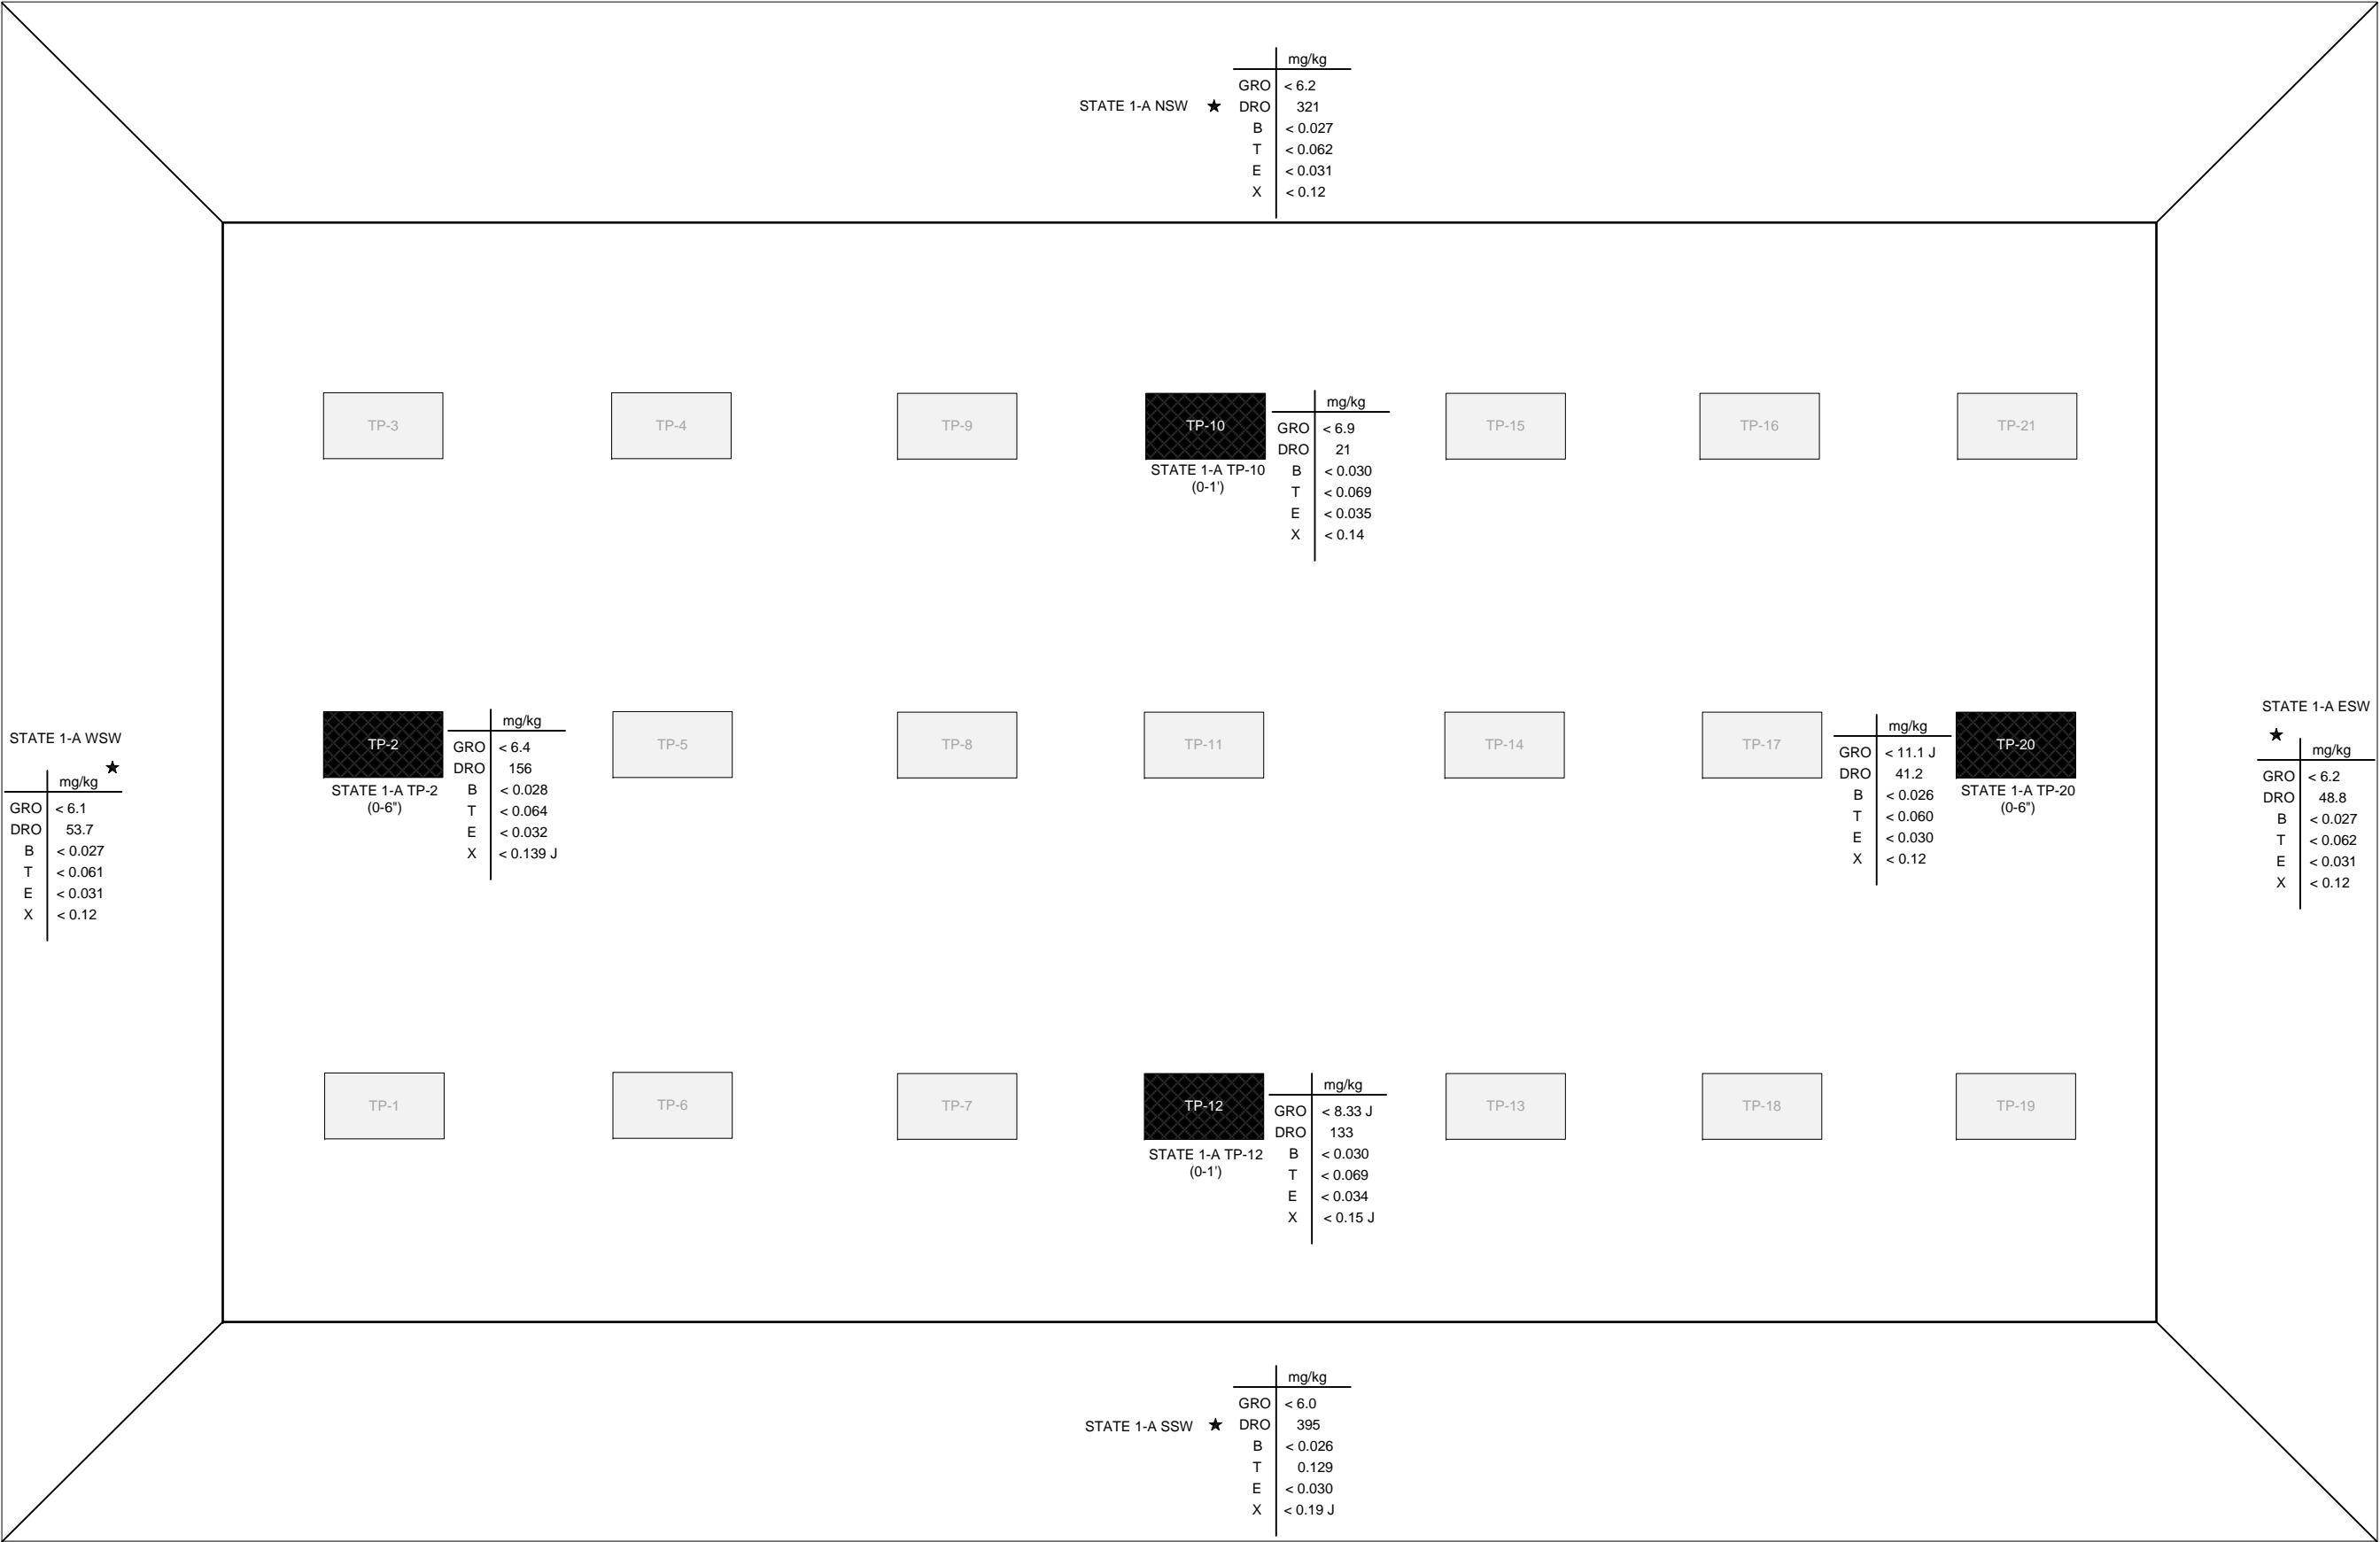 mg/kg
GRO < 6.2
STATE 1-A NSW ★ DRO 321
B < 0.027
T < 0.062
E < 0.031
X < 0.12
TP-3
TP-4
TP-9
TP-10
STATE 1-A TP-10
(0-1')
mg/kg
GRO < 6.9
DRO 21
B < 0.030
T < 0.069
E < 0.035
X < 0.14
TP-15
TP-16
TP-21
STATE 1-A WSW
★
mg/kg
GRO < 6.1
DRO 53.7
B < 0.027
T < 0.061
E < 0.031
X < 0.12
TP-2
STATE 1-A TP-2
(0-6")
mg/kg
GRO < 6.4
DRO 156
B < 0.028
T < 0.064
E < 0.032
X < 0.139 J
TP-5
TP-8
TP-11
TP-14
TP-17
mg/kg
GRO < 11.1 J
DRO 41.2
B < 0.026
T < 0.060
E < 0.030
X < 0.12
TP-20
STATE 1-A TP-20
(0-6")
STATE 1-A ESW
★
mg/kg
GRO < 6.2
DRO 48.8
B < 0.027
T < 0.062
E < 0.031
X < 0.12
TP-1
TP-6
TP-7
TP-12
STATE 1-A TP-12
(0-1')
mg/kg
GRO < 8.33 J
DRO 133
B < 0.030
T < 0.069
E < 0.034
X < 0.15 J
TP-13
TP-18
TP-19
mg/kg
GRO < 6.0
STATE 1-A SSW ★ DRO 395
B < 0.026
T 0.129
E < 0.030
X < 0.19 J